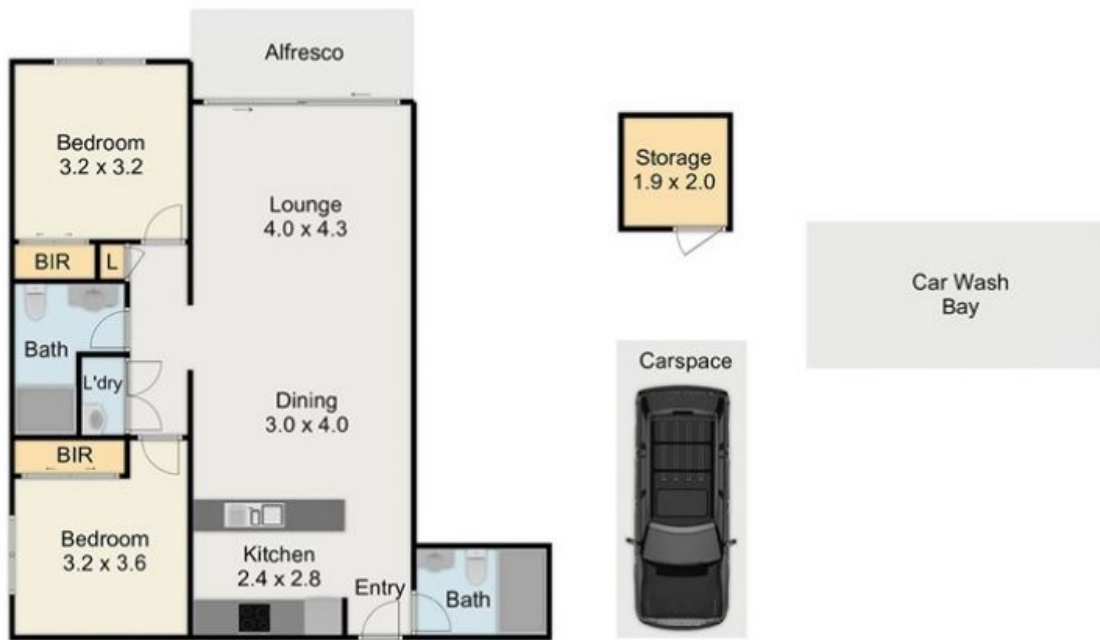 Alfresco
Bedroom
3.2 x 3.2
Lounge
4.0 x 4.3
BIR
L
Bath
L'dry
Dining
3.0 x 4.0
BIR
Bedroom
3.2 x 3.6
Kitchen
2.4 x 2.8
Entry
Bath
Storage
1.9 x 2.0
Car Wash
Bay
Carspace